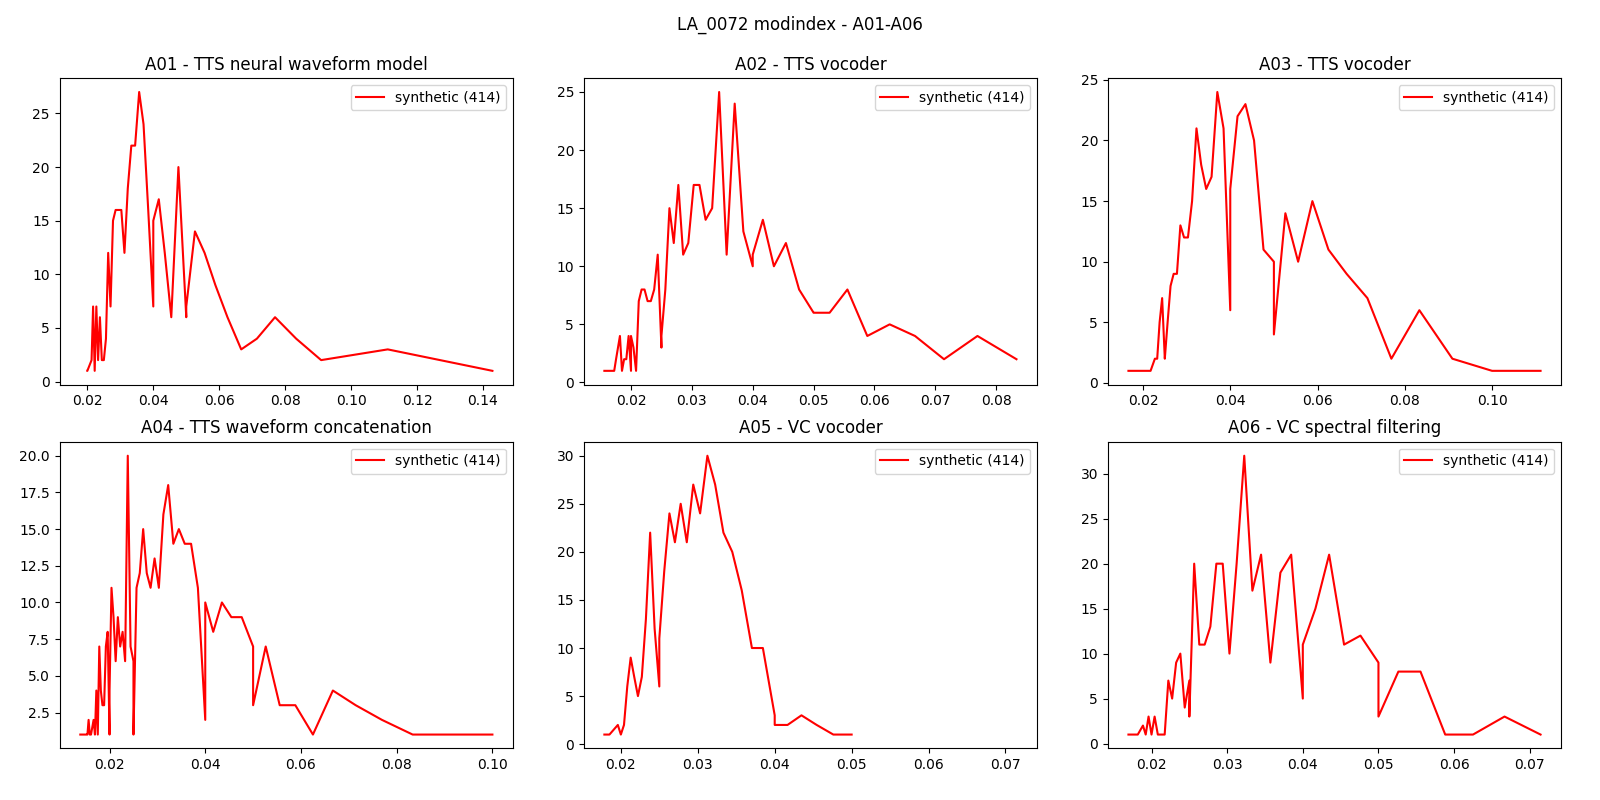 LA_0072 modindex - A01-A06
A01 - TTS neural waveform model
synthetic (414)
25
20
15
10
5
0
0.02 0.04 0.06 0.08 0.10 0.12 0.14
A02 - TTS vocoder
synthetic (414)
25
20
15
10
5
0
0.02 0.03 0.04 0.05 0.06 0.07 0.08
A03 - TTS vocoder
synthetic (414)
25
20
15
10
5
0
0.02 0.04 0.06 0.08 0.10
A04 - TTS waveform concatenation
synthetic (414)
20.0
17.5
15.0
12.5
10.0
7.5
5.0
2.5
0.02 0.04 0.06 0.08 0.10
A05 - VC vocoder
synthetic (414)
30
25
20
15
10
5
0
0.02 0.03 0.04 0.05 0.06 0.07
A06 - VC spectral filtering
synthetic (414)
30
25
20
15
10
5
0
0.02 0.03 0.04 0.05 0.06 0.07